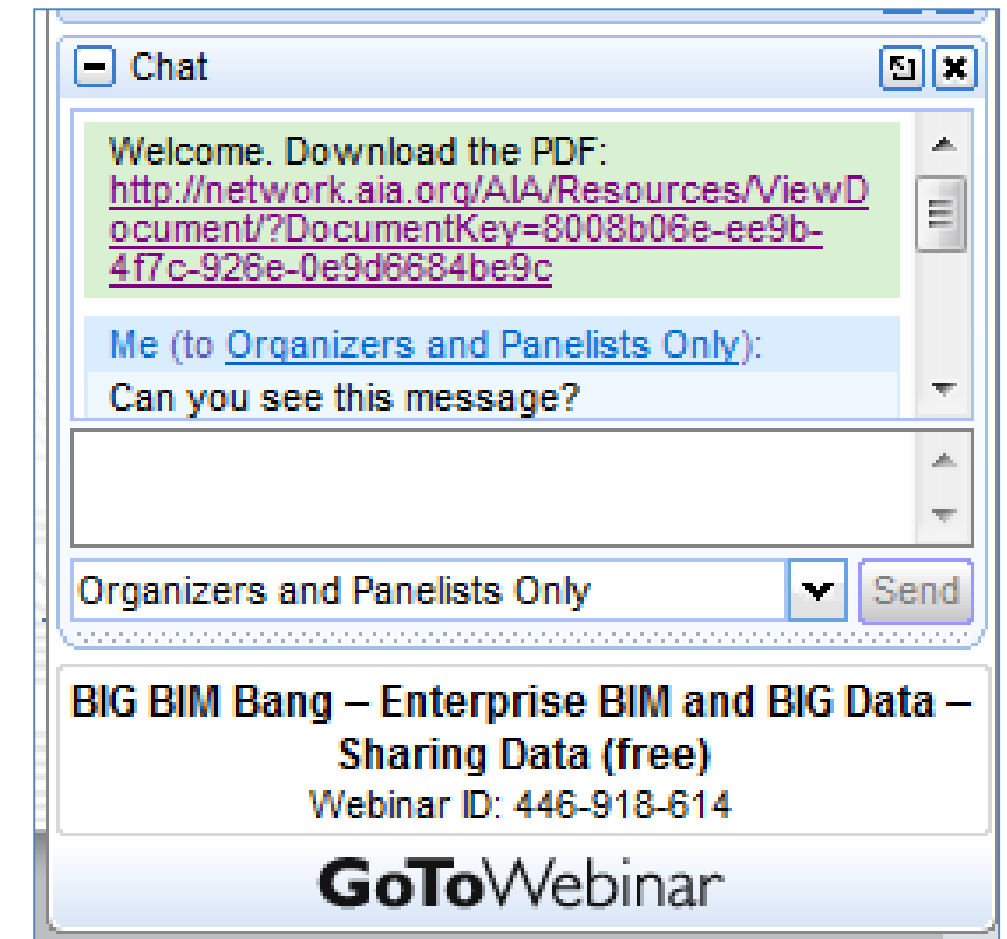 Chat
Welcome. Download the PDF:
http://network.aia.org/AIA/Resources/ViewD
ocument/?DocumentKey=8008b06e-ee9b-
4f7c-926e-0e9d6684be9c
Me (to Organizers and Panelists Only):
Can you see this message?
Organizers and Panelists Only
Send
BIG BIM Bang – Enterprise BIM and BIG Data –
Sharing Data (free)
Webinar ID: 446-918-614
GoToWebinar